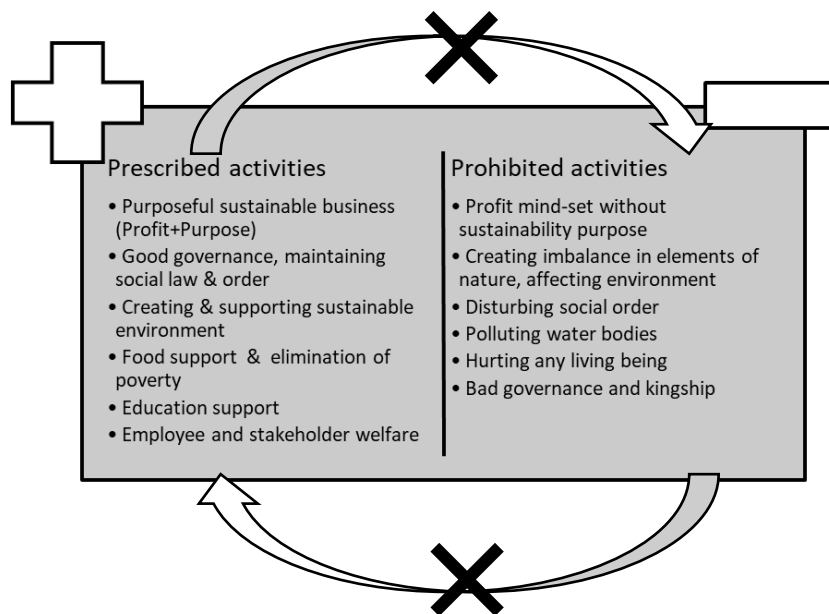 Prescribed activities
• Purposeful sustainable business
(Profit+Purpose)
• Good governance, maintaining
social law & order
• Creating & supporting sustainable
environment
• Food support & elimination of
poverty
• Education support
• Employee and stakeholder welfare
Prohibited activities
• Profit mind-set without
sustainability purpose
• Creating imbalance in elements of
nature, affecting environment
• Disturbing social order
• Polluting water bodies
• Hurting any living being
• Bad governance and kingship